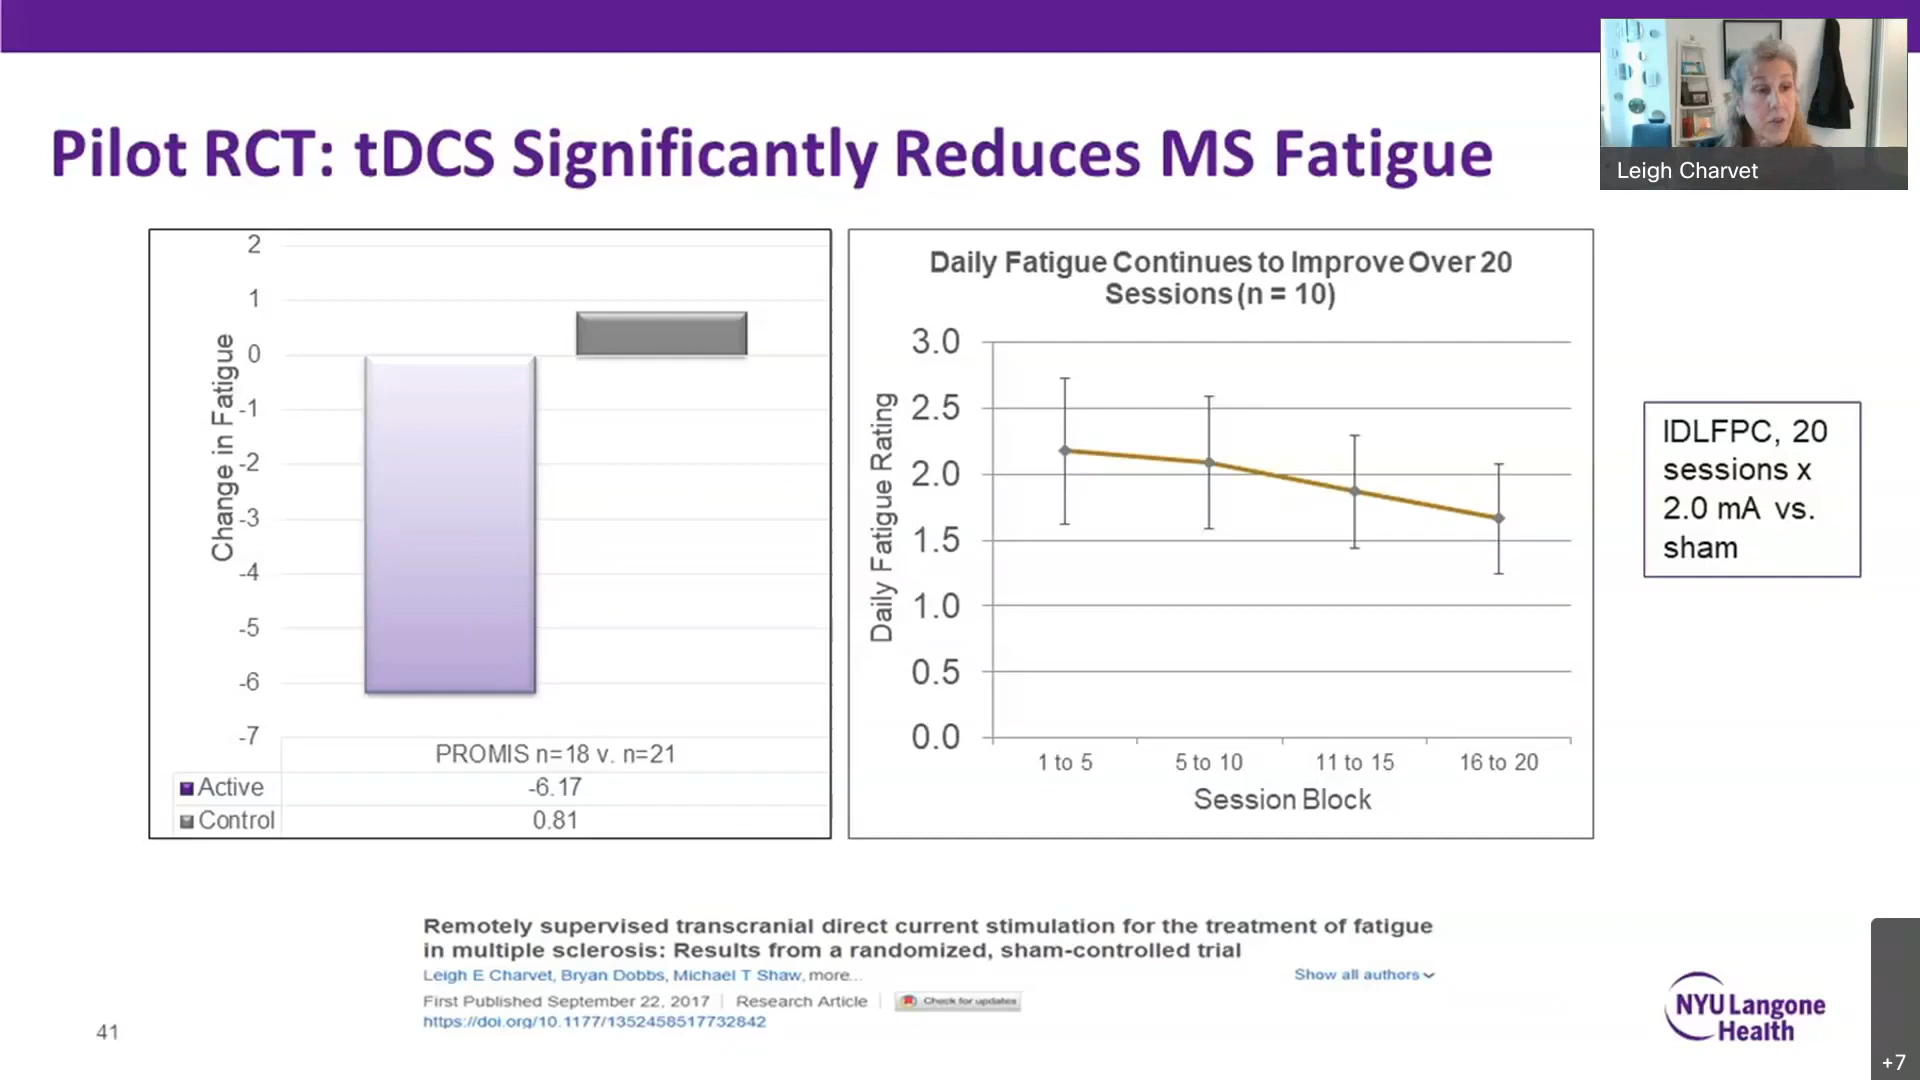 Pilot RCT: tDCS Significantly Reduces MS Fatigue
Leigh Charvet
Change in Fatigue
2
1
0
-1
-2
-3
-4
-5
-6
-7
PROMIS n=18 v. n=21
Active -6.17
Control 0.81
Daily Fatigue Continues to Improve Over 20
Sessions (n = 10)
Daily Fatigue Rating
3.0
2.5
2.0
1.5
1.0
0.5
0.0
1 to 5 5 to 10 11 to 15 16 to 20
Session Block
lDLFPC, 20
sessions x
2.0 mA vs.
sham
Remotely supervised transcranial direct current stimulation for the treatment of fatigue
in multiple sclerosis: Results from a randomized, sham-controlled trial
Leigh E Charvet, Bryan Dobbs, Michael T Shaw, more... Show all authors
First Published September 22, 2017 | Research Article | Check for updates
https://doi.org/10.1177/1352458517732842
41
NYU Langone
Health
+7